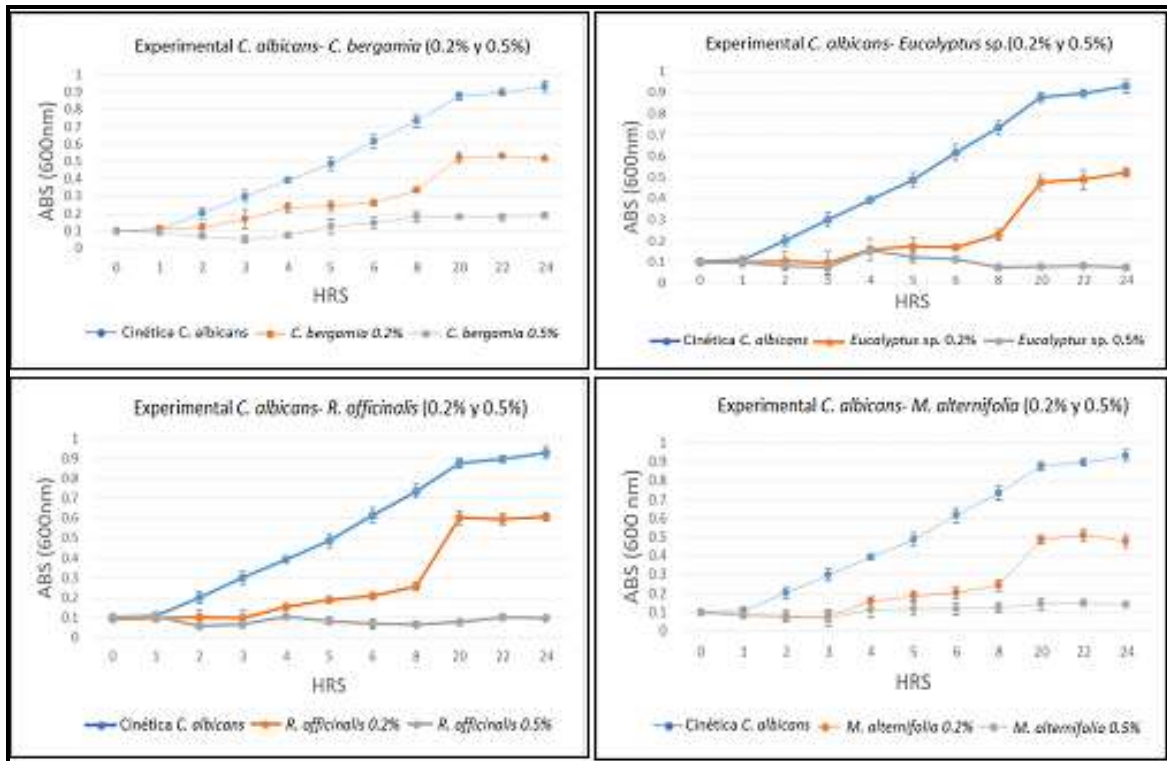 Experimental C. albicans- C. bergamia (0.2% y 0.5%)
1
0.9
0.8
0.7
0.6
0.5
0.4
0.3
0.2
0.1
0
ABS (600nm)
0 1 2 3 4 5 6 8 20 22 24
HRS
Cinética C. albicans C. bergamia 0.2% C. bergamia 0.5%
Experimental C. albicans- Eucalyptus sp.(0.2% y 0.5%)
1
0.9
0.8
0.7
0.6
0.5
0.4
0.3
0.2
0.1
0
ABS (600nm)
0 1 2 3 4 5 6 8 20 22 24
HRS
Cinética C. albicans Eucalyptus sp. 0.2% Eucalyptus sp. 0.5%
Experimental C. albicans- R. officinalis (0.2% y 0.5%)
1
0.9
0.8
0.7
0.6
0.5
0.4
0.3
0.2
0.1
0
ABS (600nm)
0 1 2 3 4 5 6 8 20 22 24
HRS
Cinética C. albicans R. officinalis 0.2% R. officinalis 0.5%
Experimental C. albicans- M. alternifolia (0.2% y 0.5%)
1
0.9
0.8
0.7
0.6
0.5
0.4
0.3
0.2
0.1
0
ABS (600 nm)
0 1 2 3 4 5 6 8 20 22 24
HRS
Cinética C. albicans M. alternifolia 0.2% M. alternifolia 0.5%